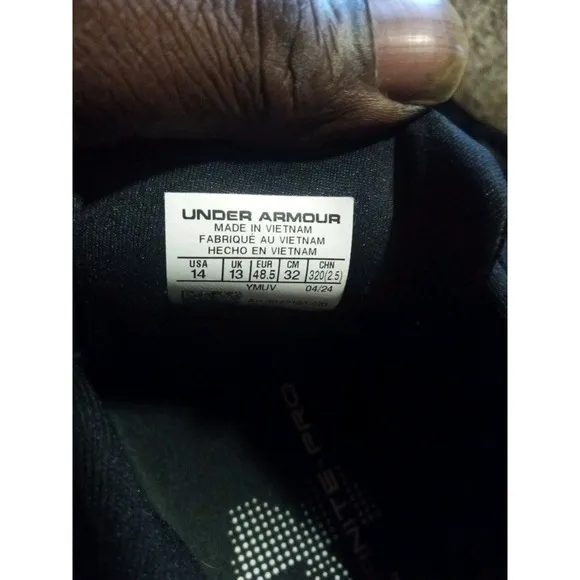 UNDER ARMOUR
MADE IN VIETNAM
FABRIQUÉ AU VIETNAM
HECHO EN VIETNAM
USA UK EUR CM CHN
14 13 48.5 32 320(2.5)
YMUV 04/24
FINITE PRO